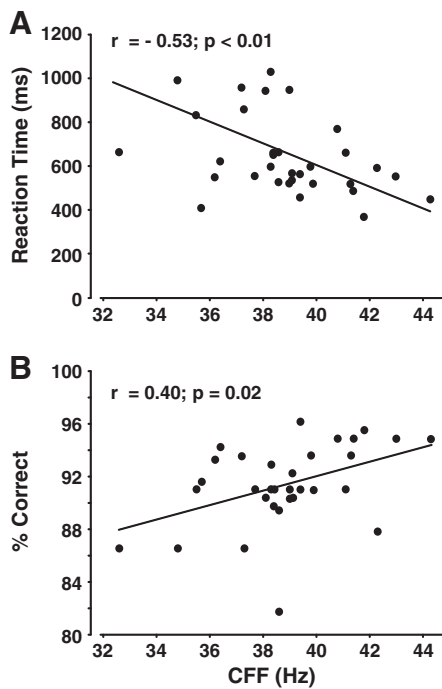 A
1200
r = - 0.53; p < 0.01
1000
800
600
400
200
0
Reaction Time (ms)
32 34 36 38 40 42 44
B
100
r = 0.40; p = 0.02
96
92
88
84
80
% Correct
32 34 36 38 40 42 44
CFF (Hz)